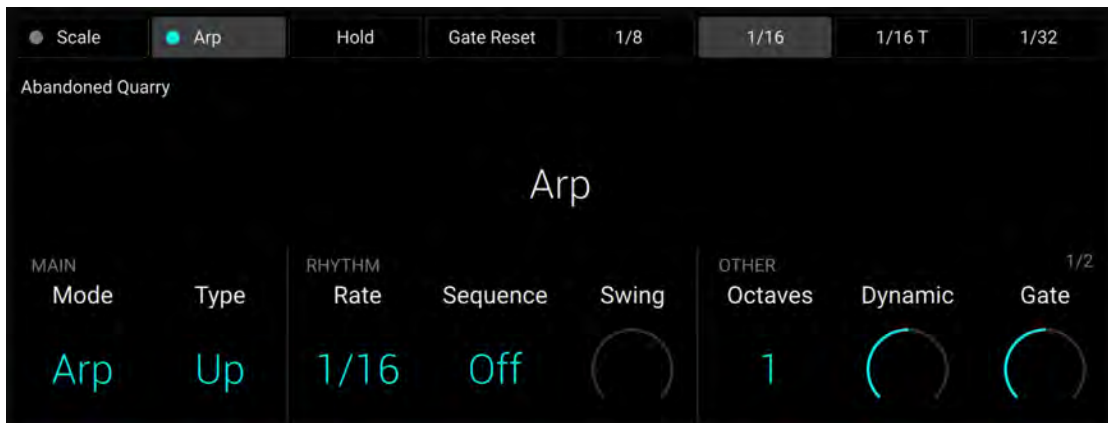 Scale Arp Hold Gate Reset 1/8 1/16 1/16 T 1/32
Abandoned Quarry
Arp
MAIN RHYTHM OTHER 1/2
Mode Type Rate Sequence Swing Octaves Dynamic Gate
Arp Up 1/16 Off 1